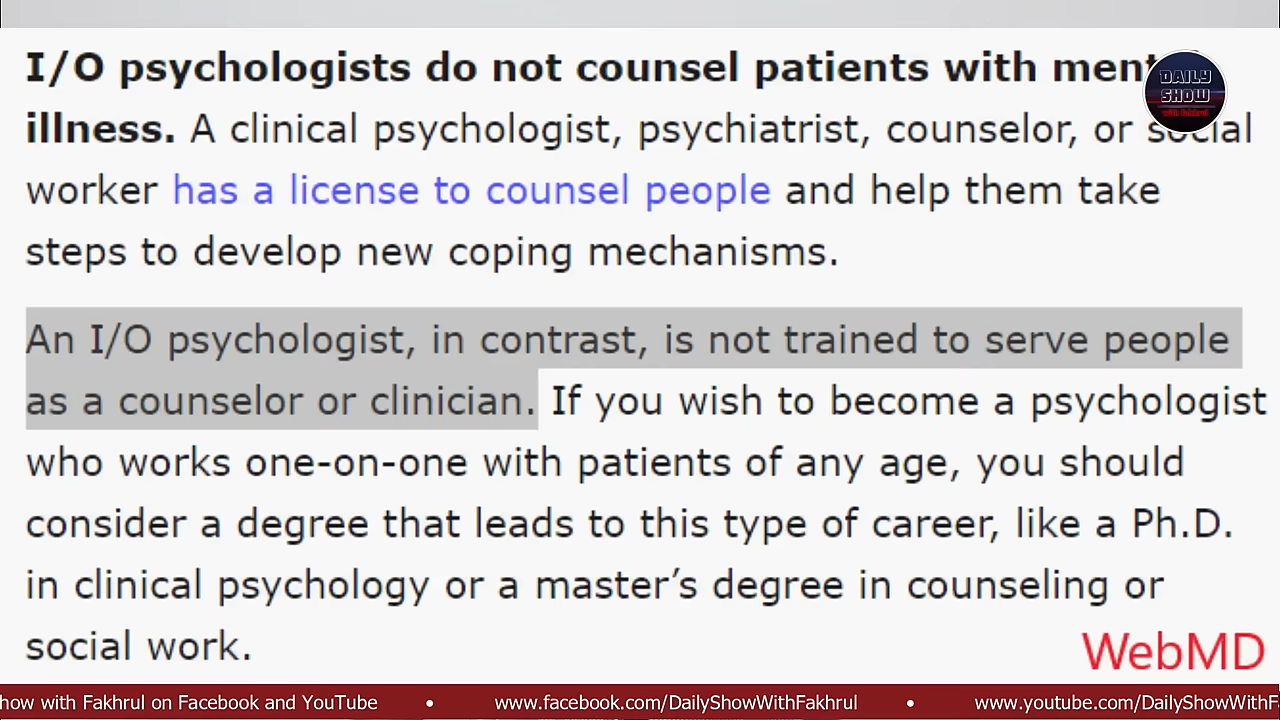 I/O psychologists do not counsel patients with ment
illness. A clinical psychologist, psychiatrist, counselor, or social
worker has a license to counsel people and help them take
steps to develop new coping mechanisms.
An I/O psychologist, in contrast, is not trained to serve people
as a counselor or clinician. If you wish to become a psychologist
who works one-on-one with patients of any age, you should
consider a degree that leads to this type of career, like a Ph.D.
in clinical psychology or a master’s degree in counseling or
social work.
DAILY
SHOW
with Fakhrul
WebMD
how with Fakhrul on Facebook and YouTube • www.facebook.com/DailyShowWithFakhrul • www.youtube.com/DailyShowWithF